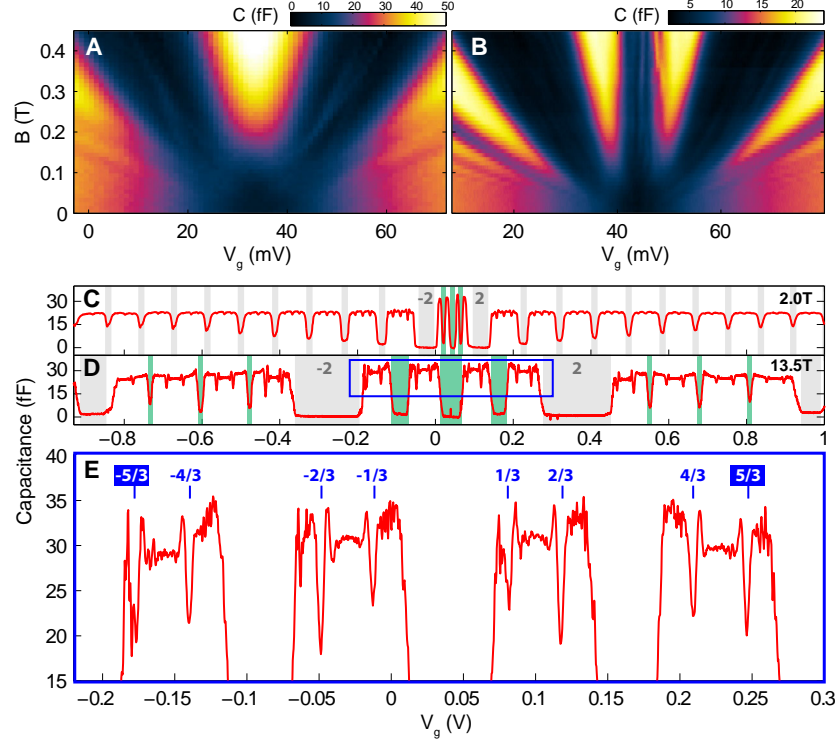 C (fF) 0 10 20 30 40 50
C (fF) 5 10 15 20
A
B
B (T)
0.4
0.3
0.2
0.1
0
0 20 40 60
20 40 60 80
V_g (mV)
V_g (mV)
C
-2
2
2.0T
30
15
0
D
-2
2
13.5T
30
15
0
−0.8 −0.6 −0.4 −0.2 0 0.2 0.4 0.6 0.8 1
Capacitance (fF)
E
-5/3 -4/3 -2/3 -1/3 1/3 2/3 4/3 5/3
40
35
30
25
20
15
−0.2 −0.15 −0.1 −0.05 0 0.05 0.1 0.15 0.2 0.25 0.3
V_g (V)